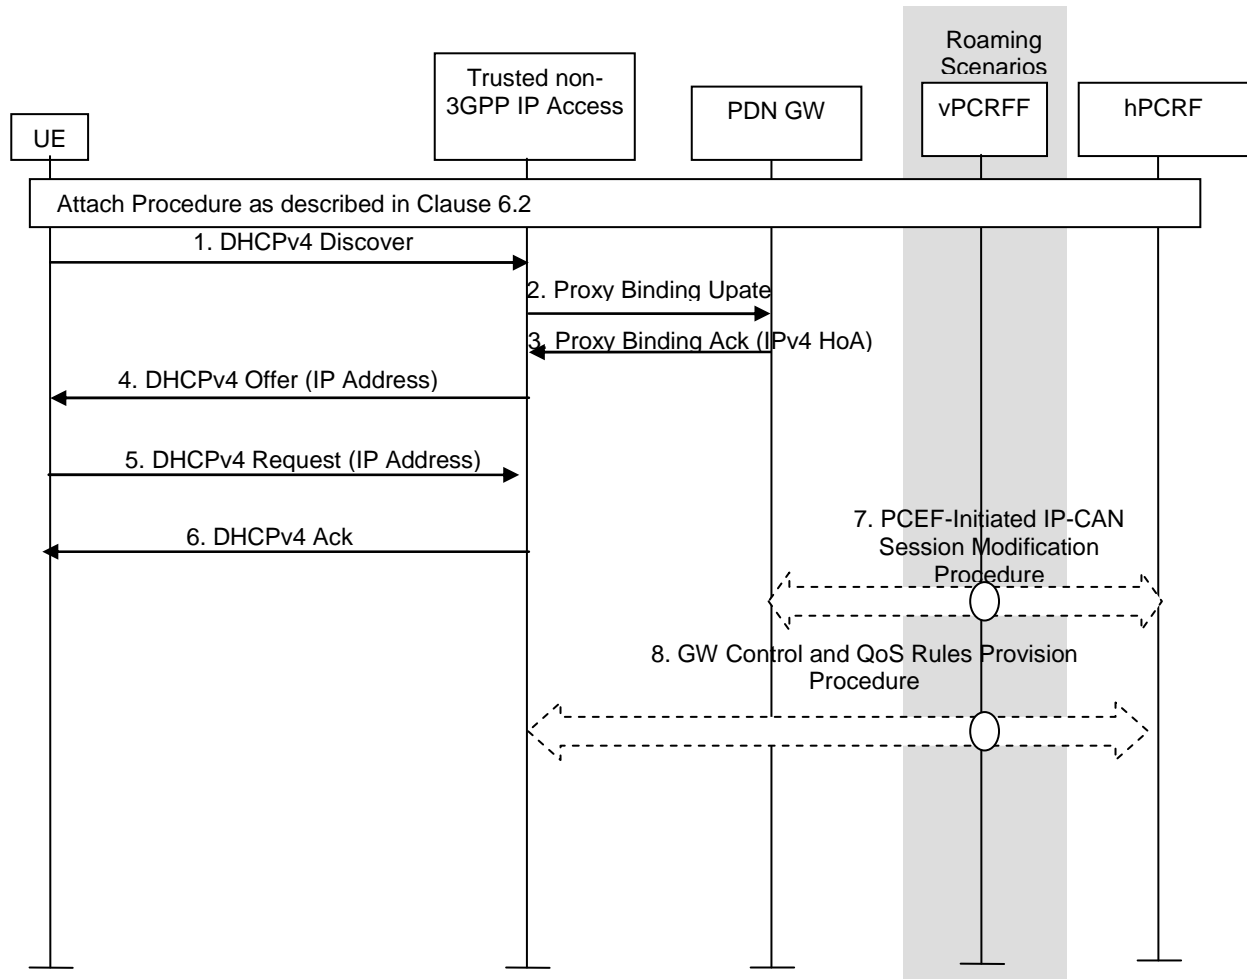 Roaming
Scenarios
Trusted non-
3GPP IP Access
PDN GW
vPCRFF
hPCRF
UE
Attach Procedure as described in Clause 6.2
1. DHCPv4 Discover
2. Proxy Binding Upate
3. Proxy Binding Ack (IPv4 HoA)
4. DHCPv4 Offer (IP Address)
5. DHCPv4 Request (IP Address)
6. DHCPv4 Ack
7. PCEF-Initiated IP-CAN
Session Modification
Procedure
8. GW Control and QoS Rules Provision
Procedure